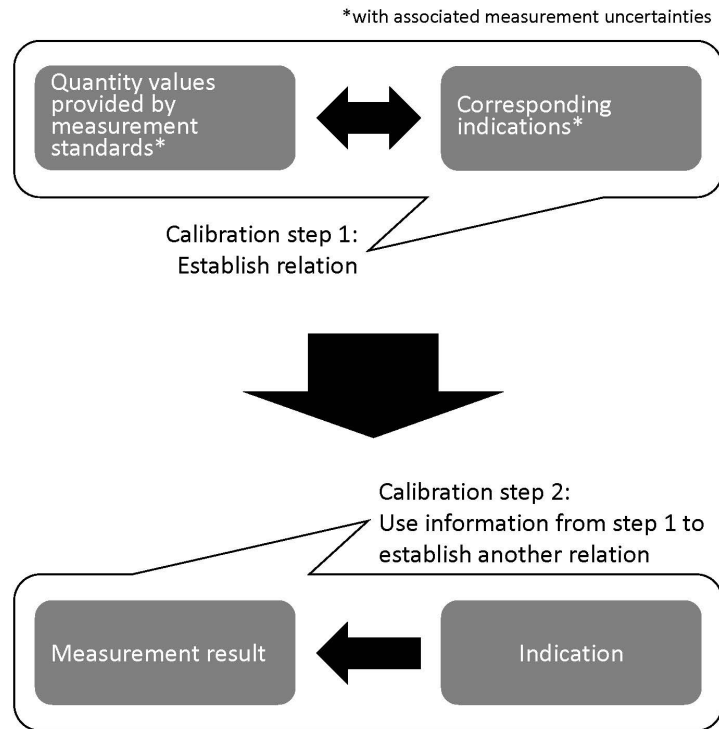 *with associated measurement uncertainties
Quantity values
provided by
measurement
standards*
Corresponding
indications*
Calibration step 1:
Establish relation
Calibration step 2:
Use information from step 1 to
establish another relation
Measurement result
Indication